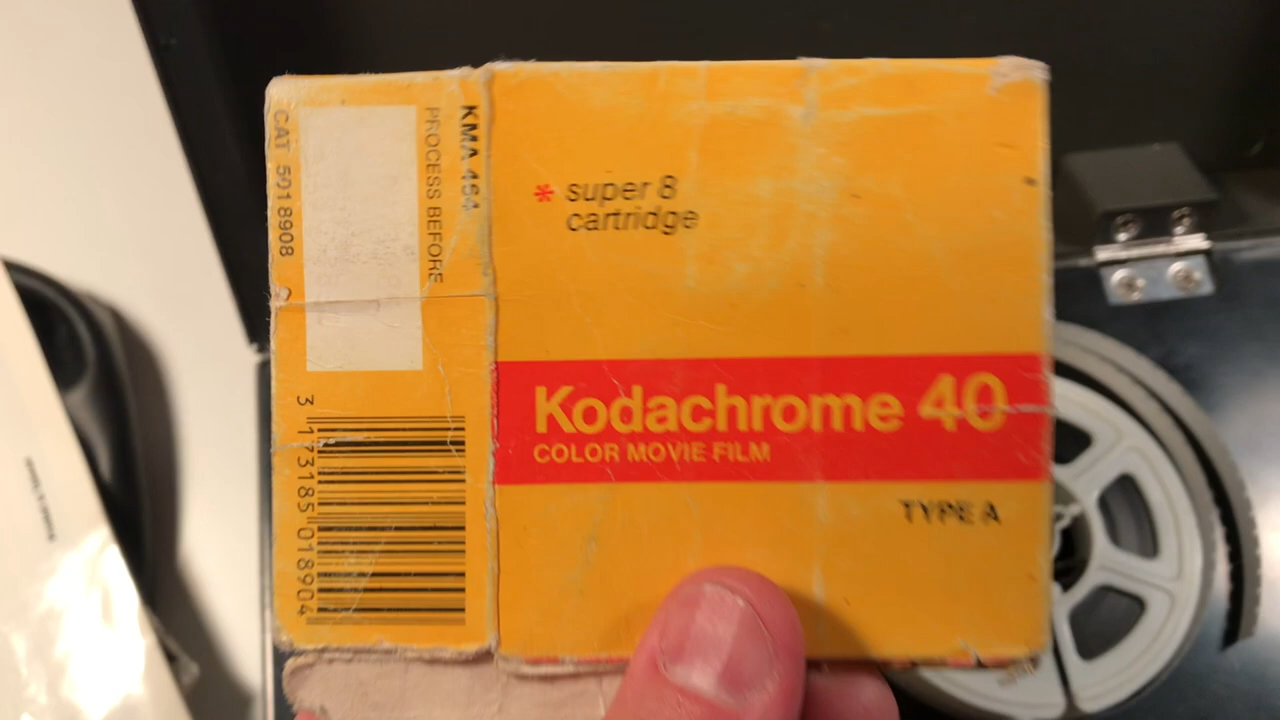 CAT 501 8908
PROCESS BEFORE
KMA 464
3 173185 018904
* super 8
cartridge
Kodachrome 40
COLOR MOVIE FILM
TYPE A